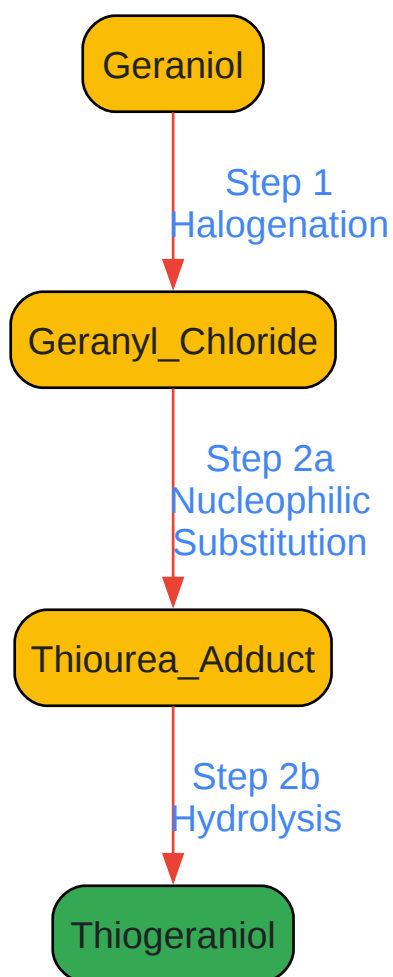 Geraniol
Step 1
Halogenation
Geranyl_Chloride
Step 2a
Nucleophilic
Substitution
Thiourea_Adduct
Step 2b
Hydrolysis
Thiogeraniol